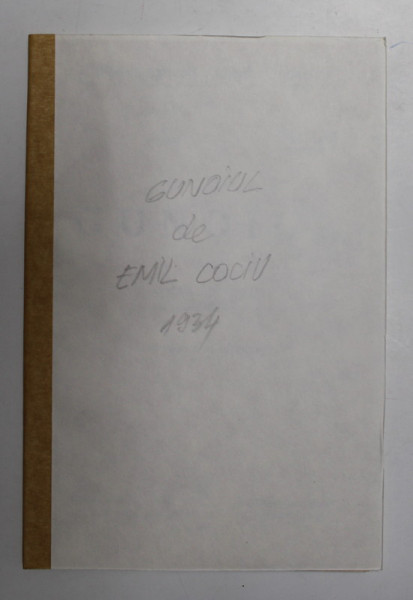 GUNOIUL
de
EMIL COCIU
1934